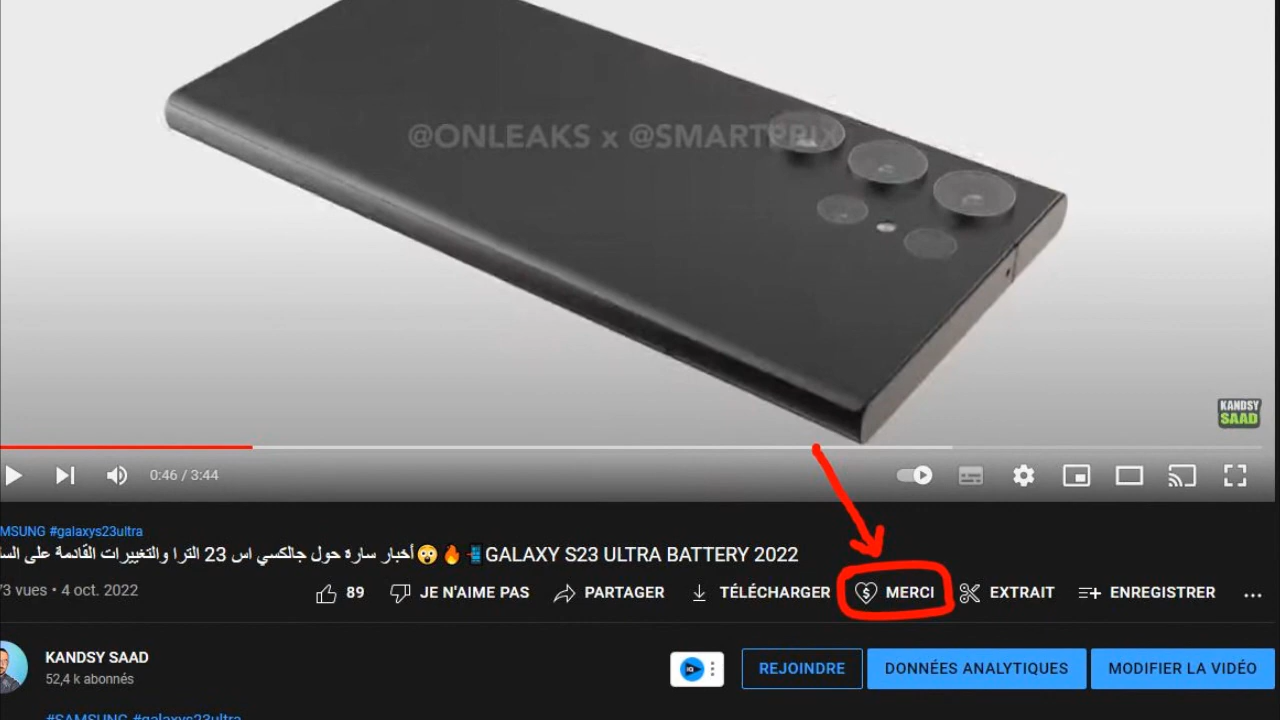 @ONLEAKS x @SMARTPRIX
KANDSY
SAAD
0:46 / 3:44
#galaxys23ultra
أخبار سارة حول جالكسي اس 23 الترا والتغييرات القادمة على 😲🔥📲GALAXY S23 ULTRA BATTERY 2022
vues • 4 oct. 2022
89
JE N'AIME PAS
PARTAGER
TÉLÉCHARGER
MERCI
EXTRAIT
ENREGISTRER
KANDSY SAAD
52,4 k abonnés
REJOINDRE
DONNÉES ANALYTIQUES
MODIFIER LA VIDÉO
#SAMSUNG #galaxys23ultra